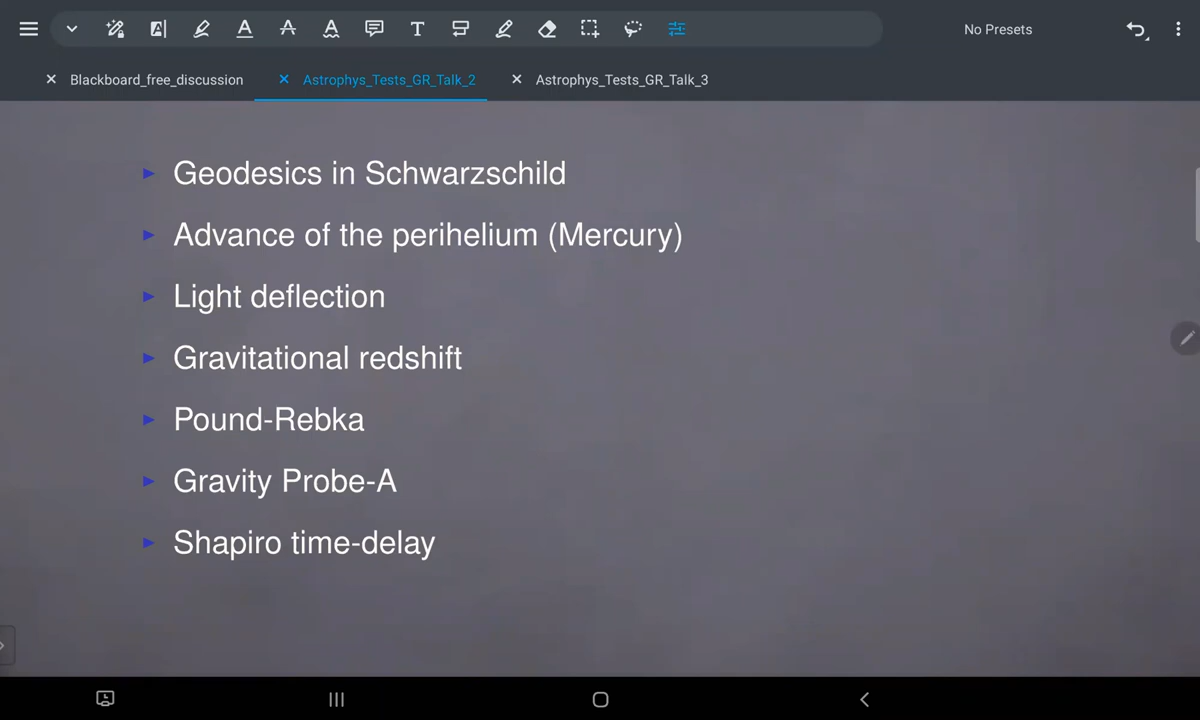 No Presets
Blackboard_free_discussion
Astrophys_Tests_GR_Talk_2
Astrophys_Tests_GR_Talk_3
Geodesics in Schwarzschild
Advance of the perihelium (Mercury)
Light deflection
Gravitational redshift
Pound-Rebka
Gravity Probe-A
Shapiro time-delay